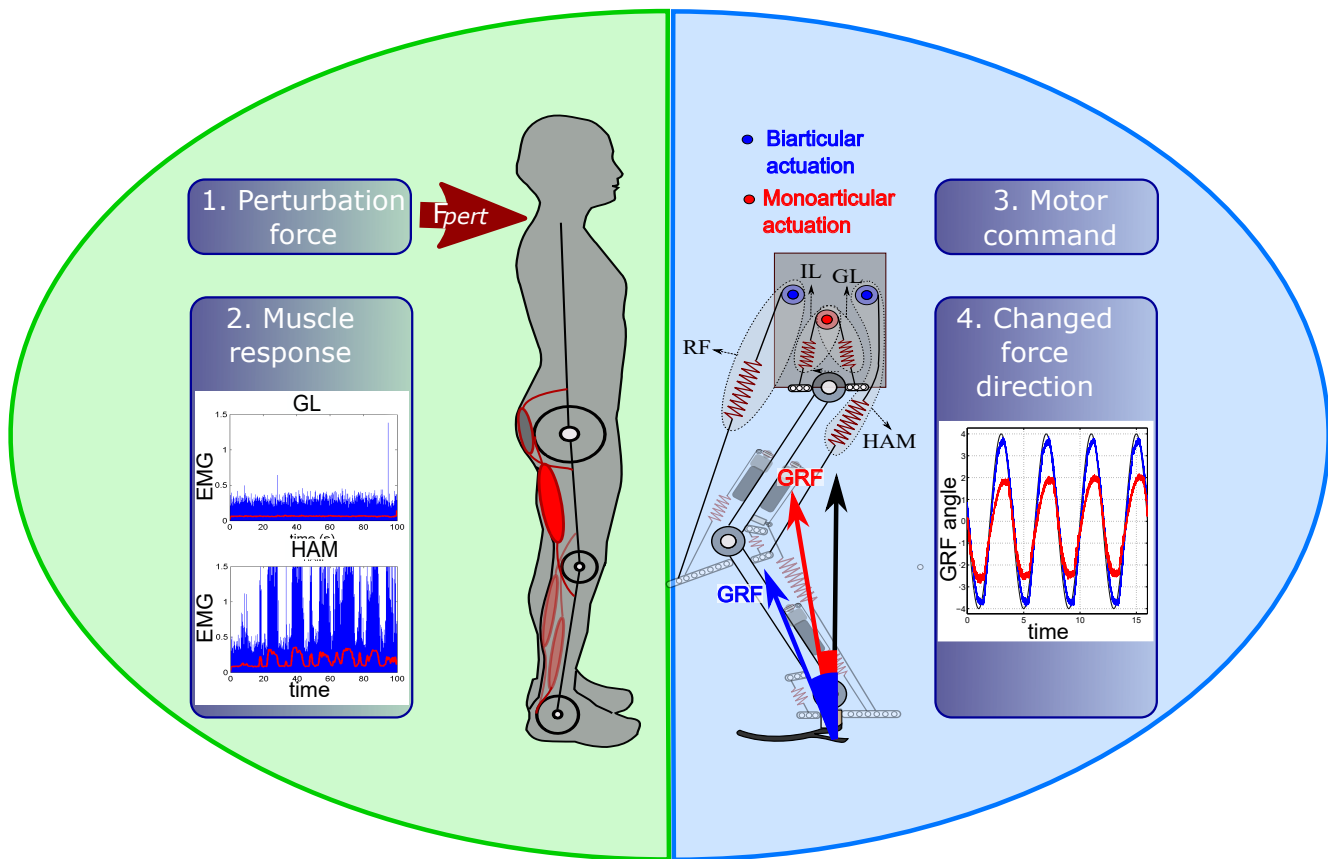 1. Perturbation
force
Fpert
2. Muscle
response
GL
1.5
1
0.5
0
EMG
0 20 40 60 80 100
HAM
1.5
1
0.5
0
EMG
0 20 40 60 80 100
time
Biarticular
actuation
Monoarticular
actuation
IL
GL
RF
HAM
GRF
GRF
3. Motor
command
4. Changed
force
direction
4
3
2
1
0
-1
-2
-3
-4
GRF angle
0 5 10 15
time